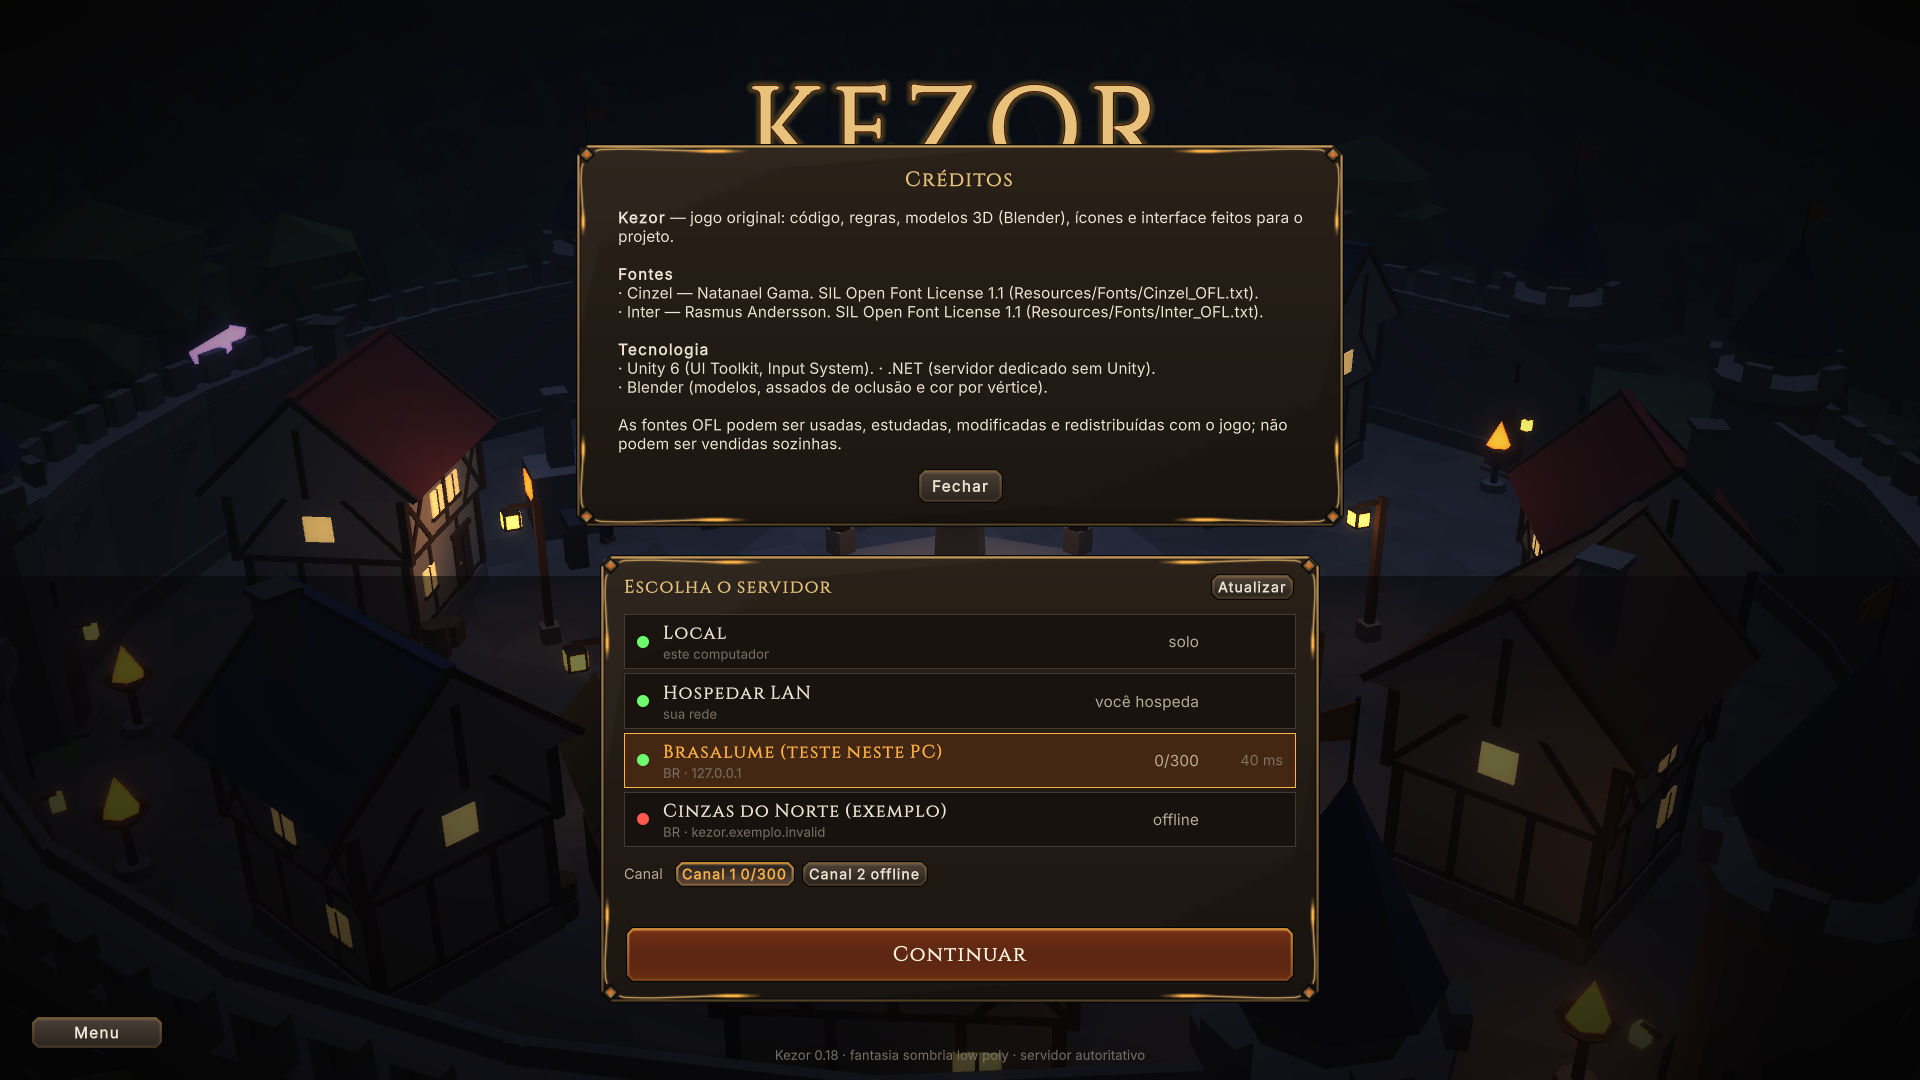 KEZOR
Créditos
Kezor — jogo original: código, regras, modelos 3D (Blender), ícones e interface feitos para o
projeto.
Fontes
· Cinzel — Natanael Gama. SIL Open Font License 1.1 (Resources/Fonts/Cinzel_OFL.txt).
· Inter — Rasmus Andersson. SIL Open Font License 1.1 (Resources/Fonts/Inter_OFL.txt).
Tecnologia
· Unity 6 (UI Toolkit, Input System). · .NET (servidor dedicado sem Unity).
· Blender (modelos, assados de oclusão e cor por vértice).
As fontes OFL podem ser usadas, estudadas, modificadas e redistribuídas com o jogo; não
podem ser vendidas sozinhas.
Fechar
Escolha o servidor
Atualizar
Local
este computador
solo
Hospedar LAN
sua rede
você hospeda
Brasalume (teste neste PC)
BR · 127.0.0.1
0/300
40 ms
Cinzas do Norte (exemplo)
BR · kezor.exemplo.invalid
offline
Canal
Canal 1 0/300
Canal 2 offline
Continuar
Menu
Kezor 0.18 · fantasia sombria low poly · servidor autoritativo